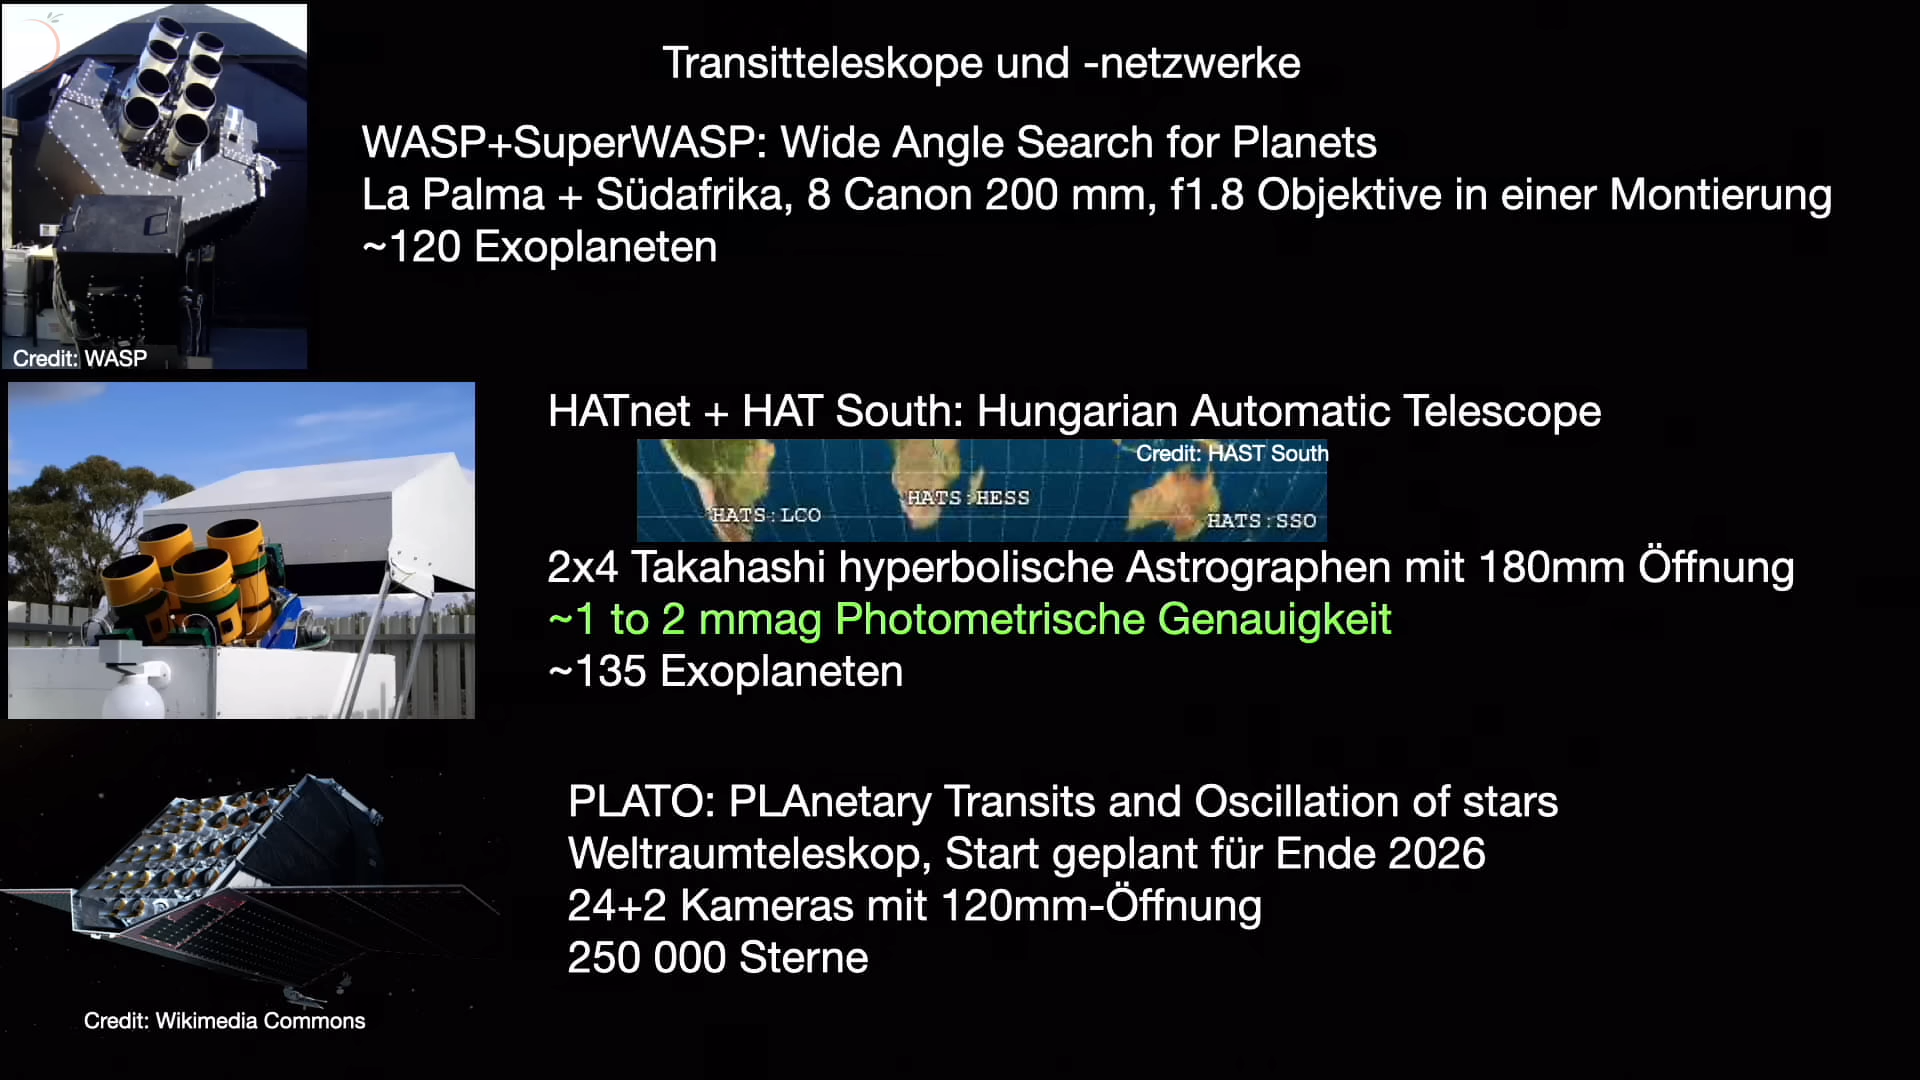 Transitteleskope und -netzwerke
WASP+SuperWASP: Wide Angle Search for Planets
La Palma + Südafrika, 8 Canon 200 mm, f1.8 Objektive in einer Montierung
~120 Exoplaneten
Credit: WASP
HATnet + HAT South: Hungarian Automatic Telescope
Credit: HAST South
HATS:LCO
HATS:HESS
HATS:SSO
2x4 Takahashi hyperbolische Astrographen mit 180mm Öffnung
~1 to 2 mmag Photometrische Genauigkeit
~135 Exoplaneten
PLATO: PLAnetary Transits and Oscillation of stars
Weltraumteleskop, Start geplant für Ende 2026
24+2 Kameras mit 120mm-Öffnung
250 000 Sterne
Credit: Wikimedia Commons